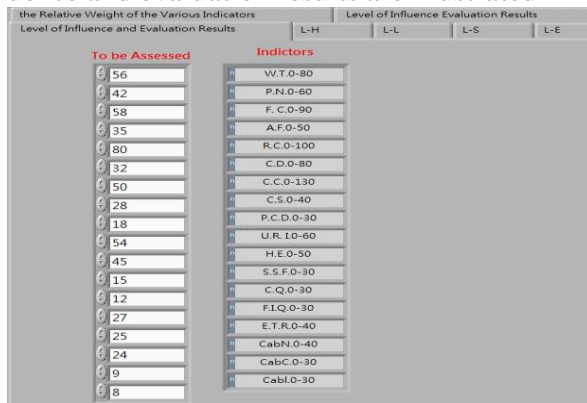 the Relative Weight of the Various Indicators Level of Influence Evaluation Results
Level of Influence and Evaluation Results L-H L-L L-S L-E
To be Assessed Indictors
56 W.T.0-80
42 P.N.0-60
58 F. C.0-90
35 A.F.0-50
80 R.C.0-100
32 C.D.0-80
50 C.C.0-130
28 C.S.0-40
18 P.C.D.0-30
54 U.R. I.0-60
45 H.E.0-50
15 S.S.F.0-30
12 C.Q.0-30
27 F.I.Q.0-30
25 E.T.R.0-40
24 CabN.0-40
9 CabC.0-30
8 CabI.0-30